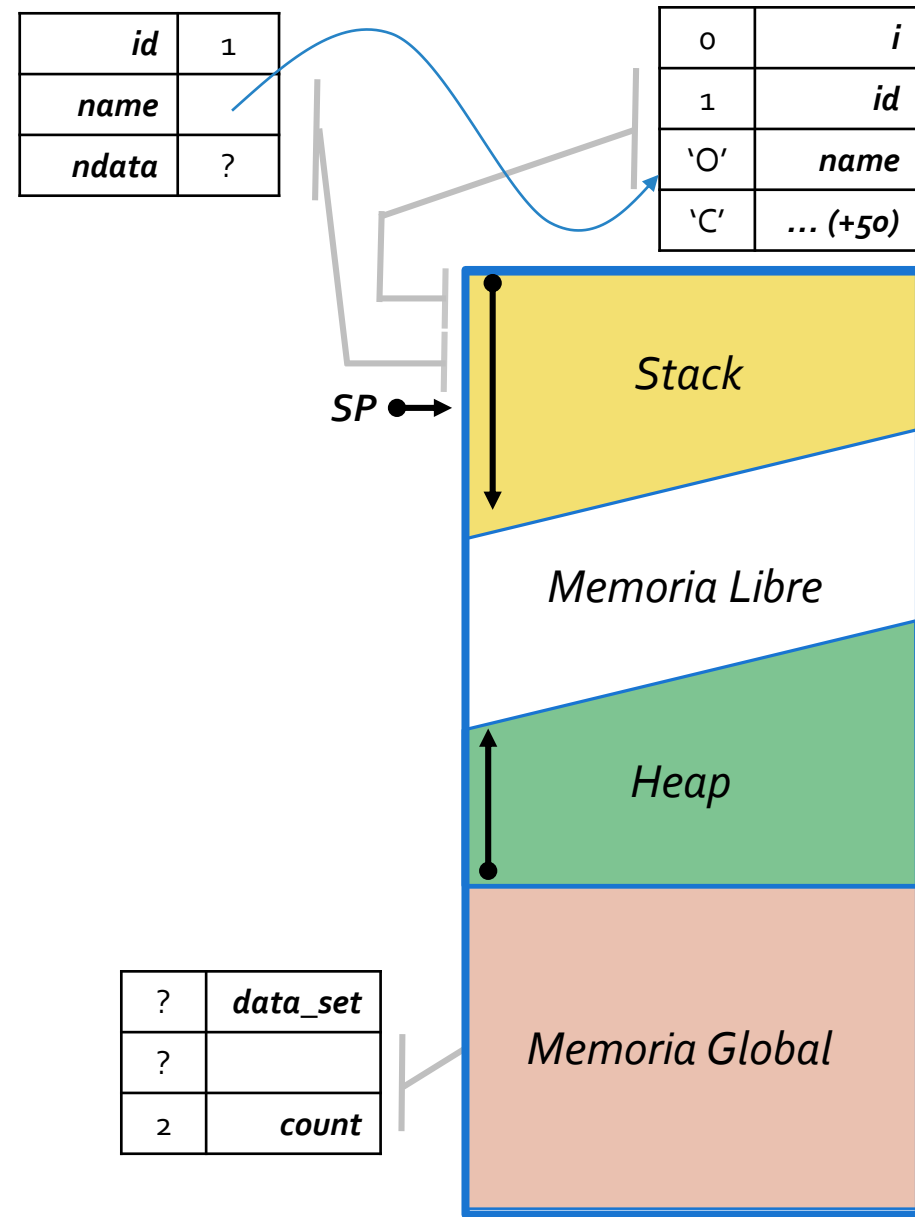 id 1
name
ndata ?
0 i
1 id
‘O’ name
‘C’ ... (+50)
Stack
SP
Memoria Libre
Heap
? data_set
?
2 count
Memoria Global